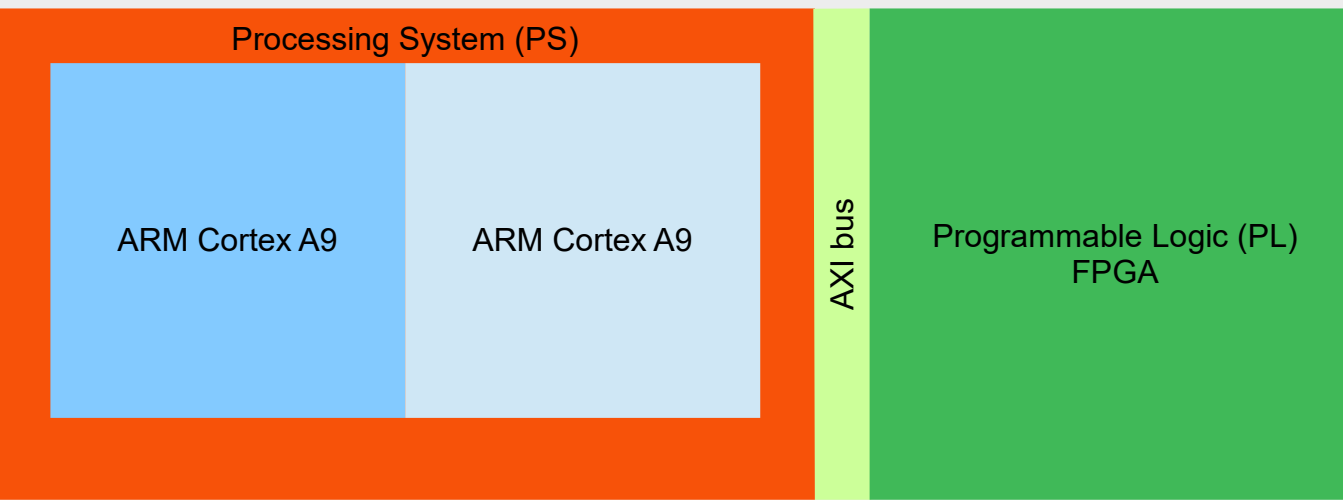 Processing System (PS)
ARM Cortex A9
ARM Cortex A9
AXI bus
Programmable Logic (PL)
FPGA